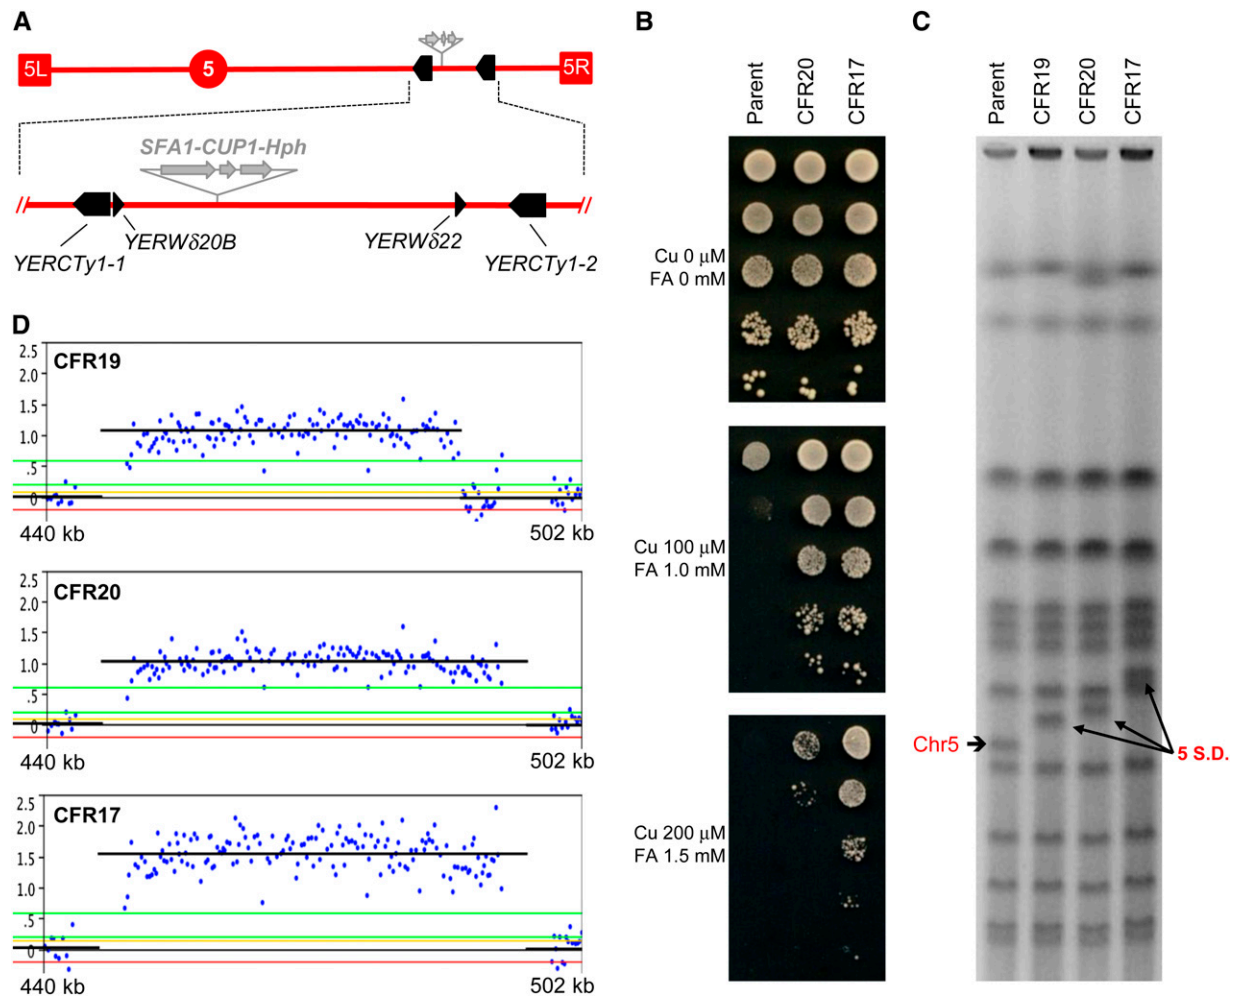 A
5L
5
5R
SFA1-CUP1-Hph
YERWδ20B
YERWδ22
YERCTy1-1
YERCTy1-2
B
Parent
CFR20
CFR17
Cu 0 μM
FA 0 mM
Cu 100 μM
FA 1.0 mM
Cu 200 μM
FA 1.5 mM
C
Parent
CFR19
CFR20
CFR17
Chr5
5 S.D.
D
CFR19
2.5
2.0
1.5
1.0
.5
0
440 kb
502 kb
CFR20
2.5
2.0
1.5
1.0
.5
0
440 kb
502 kb
CFR17
2.5
2.0
1.5
1.0
.5
0
440 kb
502 kb